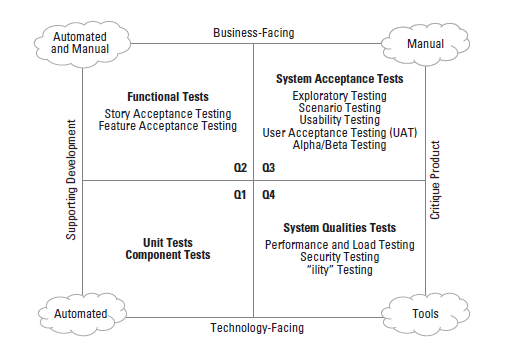 Business-Facing
Automated
and Manual
Manual
Functional Tests
Story Acceptance Testing
Feature Acceptance Testing
System Acceptance Tests
Exploratory Testing
Scenario Testing
Usability Testing
User Acceptance Testing (UAT)
Alpha/Beta Testing
Supporting Development
Critique Product
Q2
Q3
Q1
Q4
Unit Tests
Component Tests
System Qualities Tests
Performance and Load Testing
Security Testing
“ility” Testing
Automated
Tools
Technology-Facing